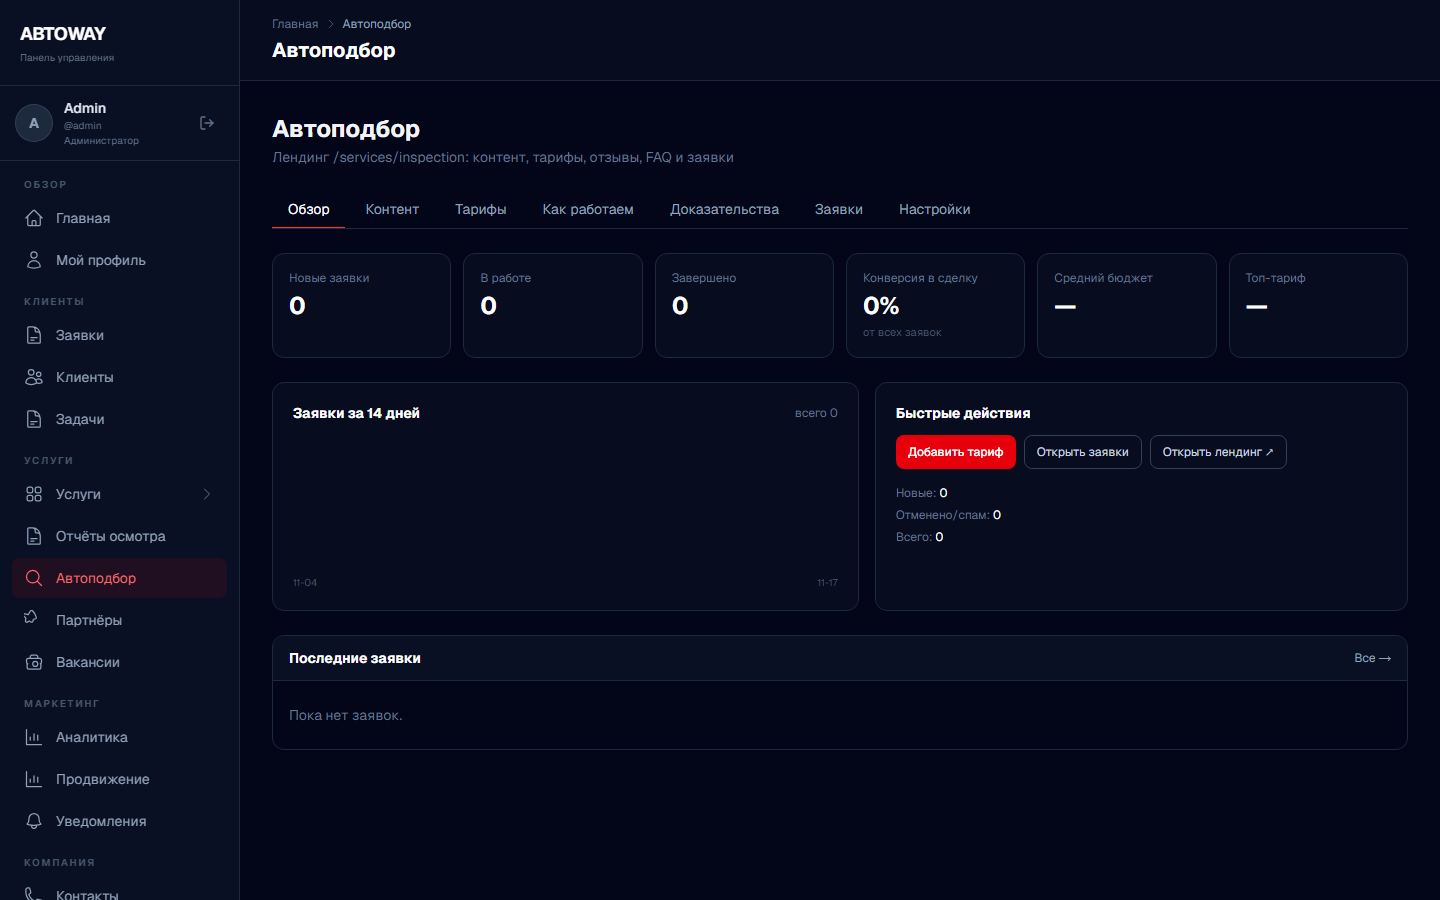 АВТОWAY
Панель управления
A
Admin
@admin
Администратор
ОБЗОР
Главная
Мой профиль
КЛИЕНТЫ
Заявки
Клиенты
Задачи
УСЛУГИ
Услуги
Отчёты осмотра
Автоподбор
Партнёры
Вакансии
МАРКЕТИНГ
Аналитика
Продвижение
Уведомления
КОМПАНИЯ
Контакты
Главная > Автоподбор
Автоподбор
Автоподбор
Лендинг /services/inspection: контент, тарифы, отзывы, FAQ и заявки
Обзор Контент Тарифы Как работаем Доказательства Заявки Настройки
Новые заявки
0
В работе
0
Завершено
0
Конверсия в сделку
0%
от всех заявок
Средний бюджет
—
Топ-тариф
—
Заявки за 14 дней
всего 0
11-04
11-17
Быстрые действия
Добавить тариф Открыть заявки Открыть лендинг ↗
Новые: 0
Отменено/спам: 0
Всего: 0
Последние заявки
Все →
Пока нет заявок.